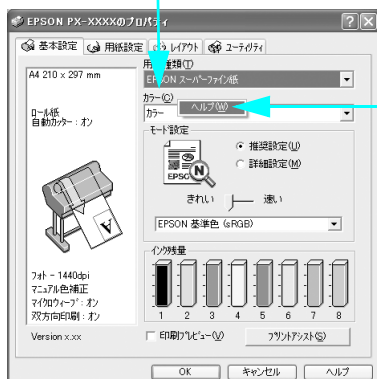 EPSON PX-XXXXのプロパティ
基本設定 用紙設定 レイアウト ユーティリティ
A4 210 x 297 mm
ロール紙
自動カッター : オン
フォト - 1440dpi
マニュアル色補正
マイクロウィーブ : オン
双方向印刷 : オン
Version x.xx
種類(T)
EPSON スーパーファイン紙
カラー(C)
カラー
ヘルプ(W)
モード設定
EPSON
N
推奨設定(U)
詳細設定(M)
きれい 速い
EPSON 基準色 (sRGB)
インク残量
1 2 3 4 5 6 7 8
印刷プレビュー(V)
プリントアシスト(S)
OK キャンセル ヘルプ